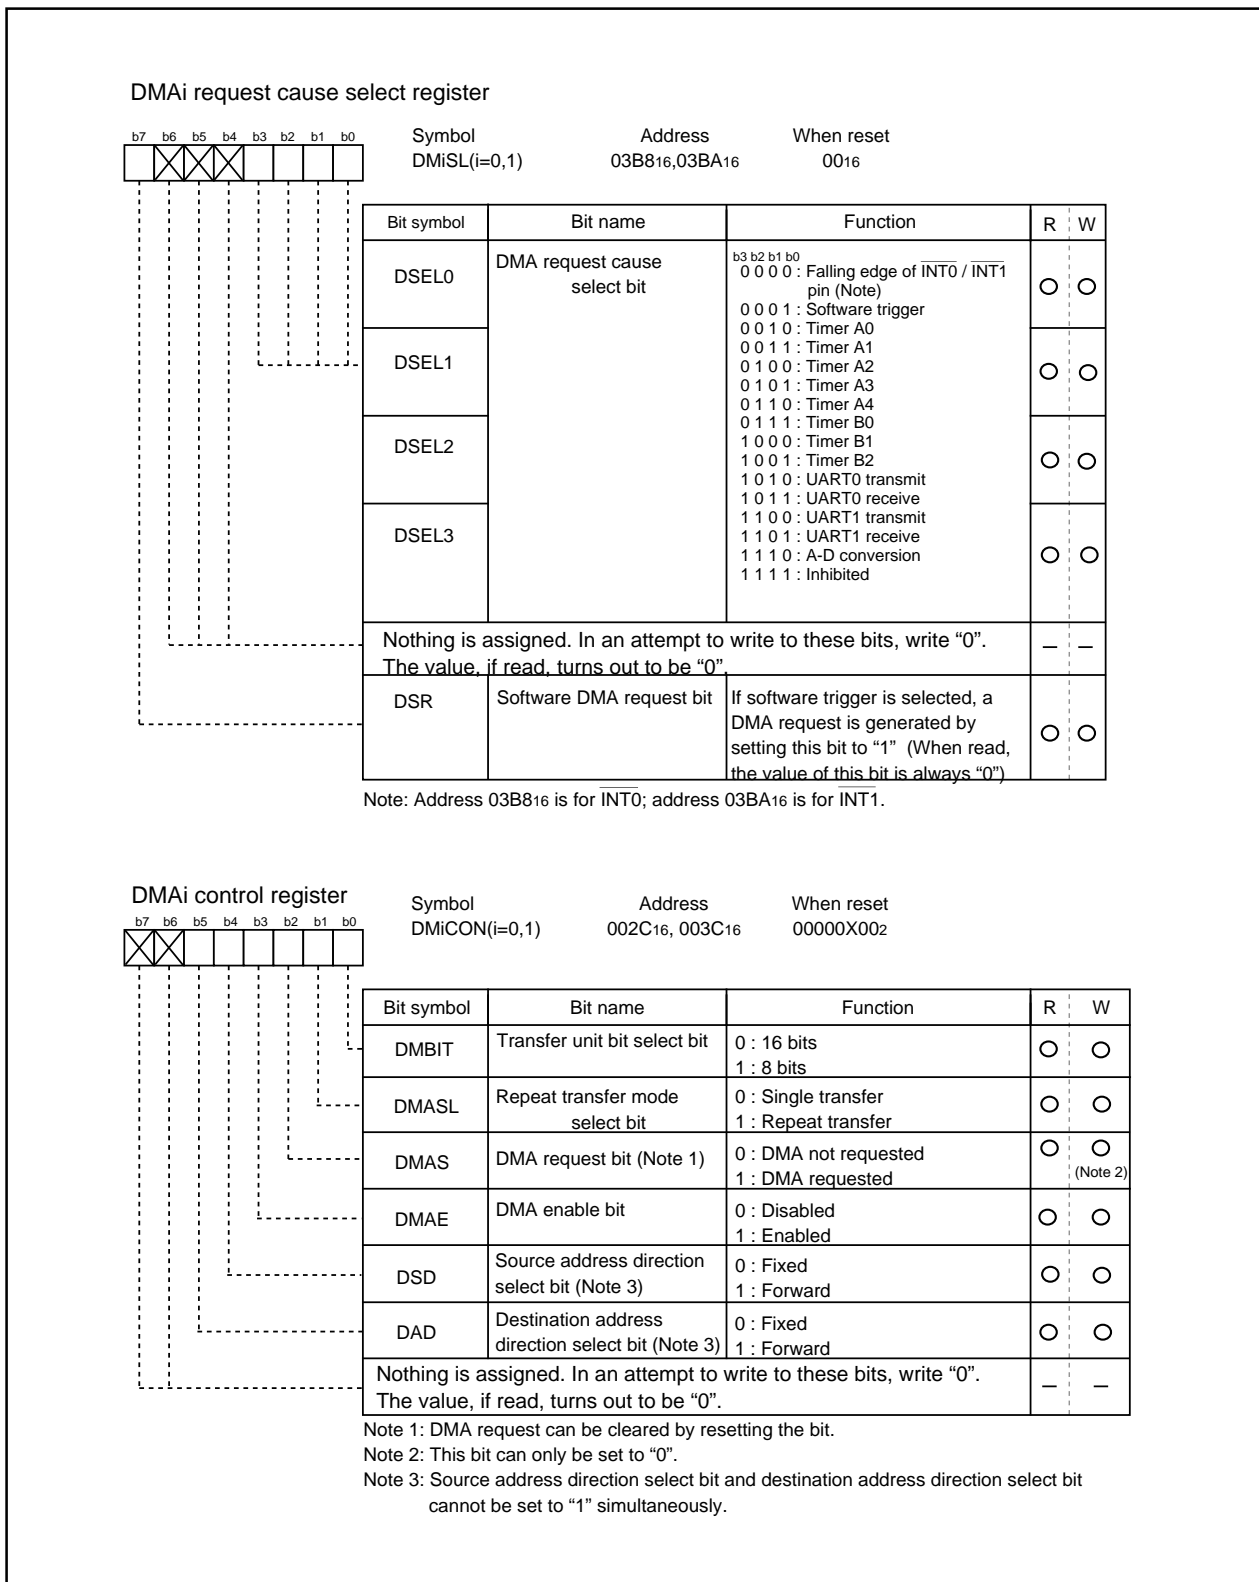 DMAi request cause select register
b7 b6 b5 b4 b3 b2 b1 b0
Symbol Address When reset
DMiSL(i=0,1) 03B816,03BA16 0016
Bit symbol Bit name Function R W
DSEL0 DMA request cause select bit
b3 b2 b1 b0
0 0 0 0 : Falling edge of INT0 / INT1
pin (Note)
0 0 0 1 : Software trigger
0 0 1 0 : Timer A0
0 0 1 1 : Timer A1
DSEL1
0 1 0 0 : Timer A2
0 1 0 1 : Timer A3
0 1 1 0 : Timer A4
0 1 1 1 : Timer B0
1 0 0 0 : Timer B1
DSEL2
1 0 0 1 : Timer B2
1 0 1 0 : UART0 transmit
1 0 1 1 : UART0 receive
1 1 0 0 : UART1 transmit
DSEL3
1 1 0 1 : UART1 receive
1 1 1 0 : A-D conversion
1 1 1 1 : Inhibited
Nothing is assigned. In an attempt to write to these bits, write “0”.
The value, if read, turns out to be “0”.
– –
DSR Software DMA request bit If software trigger is selected, a
DMA request is generated by
setting this bit to “1” (When read,
the value of this bit is always “0”)
Note: Address 03B816 is for INT0; address 03BA16 is for INT1.
DMAi control register
b7 b6 b5 b4 b3 b2 b1 b0
Symbol Address When reset
DMiCON(i=0,1) 002C16, 003C16 00000X002
Bit symbol Bit name Function R W
DMBIT Transfer unit bit select bit 0 : 16 bits
1 : 8 bits
DMASL Repeat transfer mode select bit 0 : Single transfer
1 : Repeat transfer
DMAS DMA request bit (Note 1) 0 : DMA not requested
1 : DMA requested
(Note 2)
DMAE DMA enable bit 0 : Disabled
1 : Enabled
DSD Source address direction select bit (Note 3) 0 : Fixed
1 : Forward
DAD Destination address direction select bit (Note 3) 0 : Fixed
1 : Forward
Nothing is assigned. In an attempt to write to these bits, write “0”.
The value, if read, turns out to be “0”.
– –
Note 1: DMA request can be cleared by resetting the bit.
Note 2: This bit can only be set to “0”.
Note 3: Source address direction select bit and destination address direction select bit
cannot be set to “1” simultaneously.